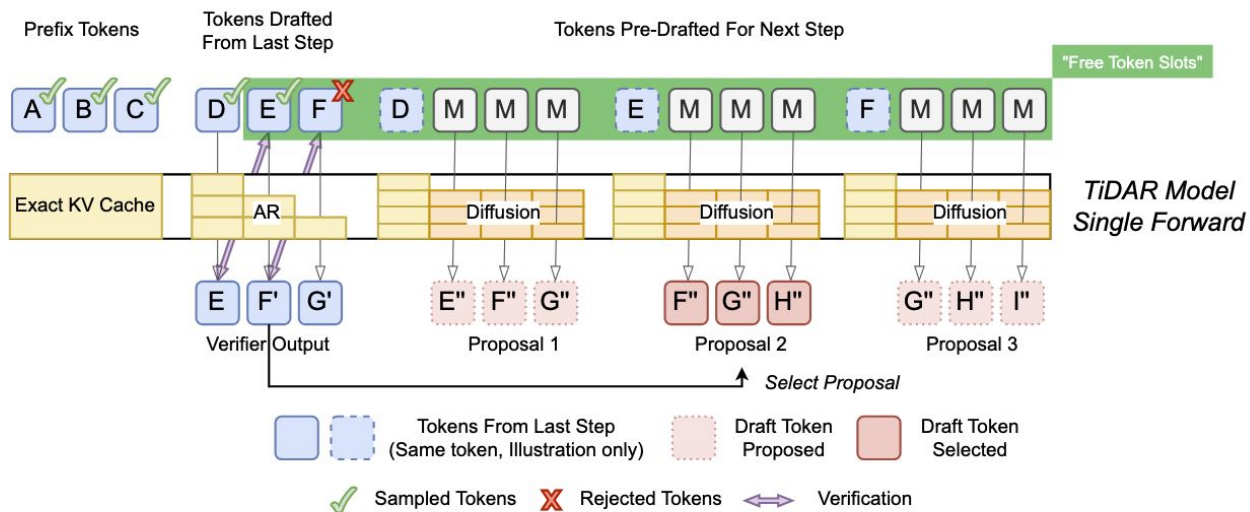 Prefix Tokens
Tokens Drafted
From Last Step
Tokens Pre-Drafted For Next Step
"Free Token Slots"
A B C D E F D M M M E M M M F M M M
Exact KV Cache
AR
Diffusion
Diffusion
Diffusion
TiDAR Model
Single Forward
E F' G' E" F" G" F" G" H" G" H" I"
Verifier Output
Proposal 1
Proposal 2
Proposal 3
Select Proposal
Tokens From Last Step
(Same token, Illustration only)
Draft Token
Proposed
Draft Token
Selected
Sampled Tokens
Rejected Tokens
Verification